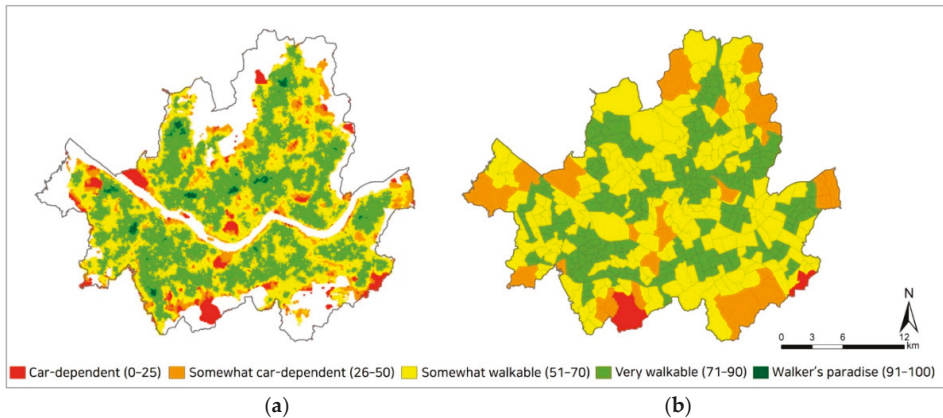 N
0 3 6 12
km
Car-dependent (0–25) Somewhat car-dependent (26–50) Somewhat walkable (51–70) Very walkable (71–90) Walker's paradise (91–100)
(a) (b)